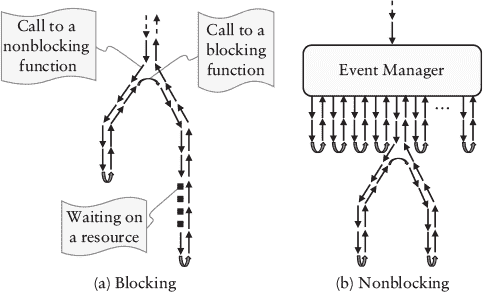 Call to a
nonblocking
function
Call to a
blocking
function
Waiting on
a resource
(a) Blocking
Event Manager
...
(b) Nonblocking